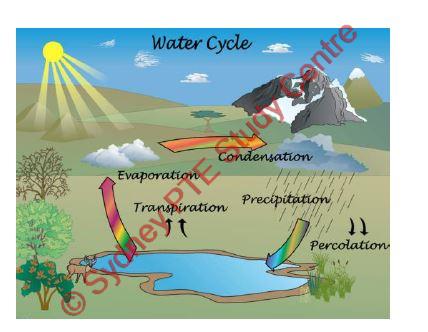 Water Cycle
Condensation
Evaporation
Transpiration
Precipitation
Percolation
© Sydney PTE Study Centre